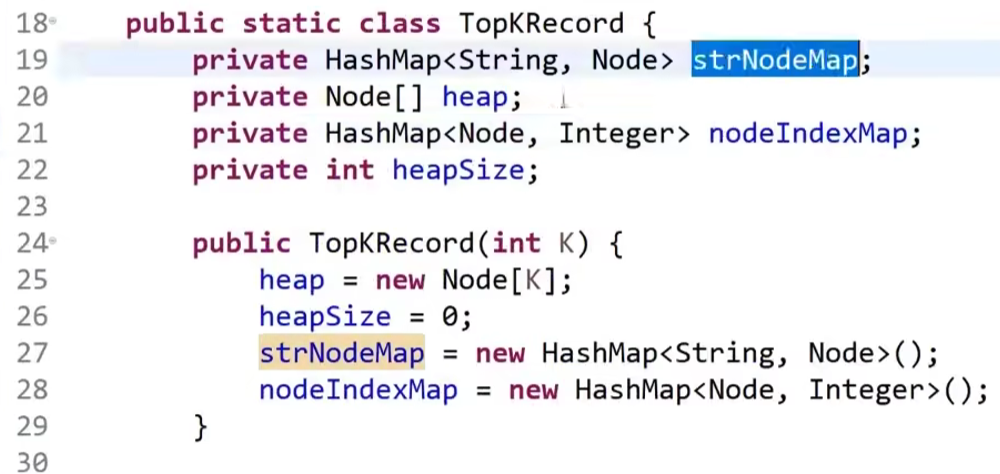 18 public static class TopKRecord {
19 private HashMap<String, Node> strNodeMap;
20 private Node[] heap;
21 private HashMap<Node, Integer> nodeIndexMap;
22 private int heapSize;
23
24 public TopKRecord(int K) {
25 heap = new Node[K];
26 heapSize = 0;
27 strNodeMap = new HashMap<String, Node>();
28 nodeIndexMap = new HashMap<Node, Integer>();
29 }
30